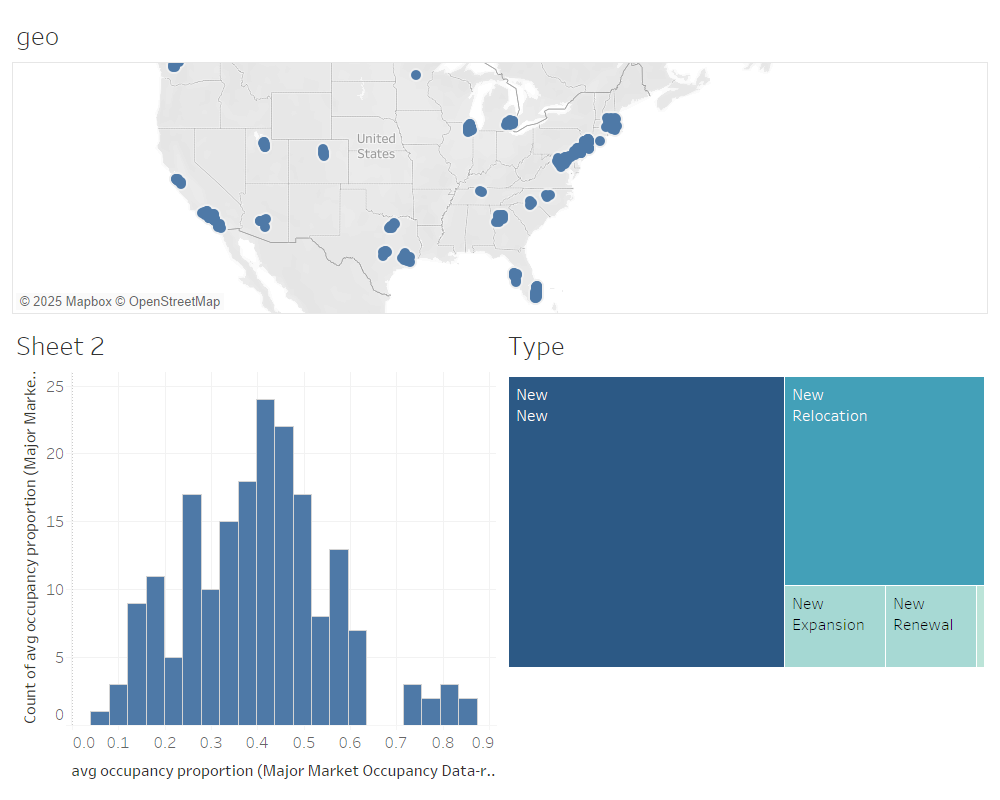 geo
United
States
© 2025 Mapbox © OpenStreetMap
Sheet 2
Type
Count of avg occupancy proportion (Major Marke..
25
20
15
10
5
0
0.0 0.1 0.2 0.3 0.4 0.5 0.6 0.7 0.8 0.9
avg occupancy proportion (Major Market Occupancy Data-r..
New
New
New
Relocation
New
Expansion
New
Renewal